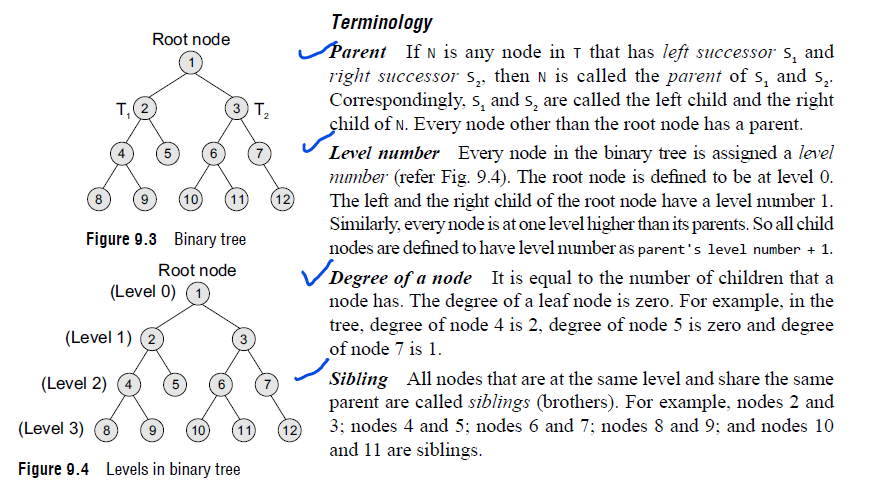 Root node
1
T1 2 3 T2
4 5 6 7
8 9 10 11 12
Figure 9.3 Binary tree
Root node
(Level 0) 1
(Level 1) 2 3
(Level 2) 4 5 6 7
(Level 3) 8 9 10 11 12
Figure 9.4 Levels in binary tree
Terminology
Parent If N is any node in T that has left successor S1 and
right successor S2, then N is called the parent of S1 and S2.
Correspondingly, S1 and S2 are called the left child and the right
child of N. Every node other than the root node has a parent.
Level number Every node in the binary tree is assigned a level
number (refer Fig. 9.4). The root node is defined to be at level 0.
The left and the right child of the root node have a level number 1.
Similarly, every node is at one level higher than its parents. So all child
nodes are defined to have level number as parent's level number + 1.
Degree of a node It is equal to the number of children that a
node has. The degree of a leaf node is zero. For example, in the
tree, degree of node 4 is 2, degree of node 5 is zero and degree
of node 7 is 1.
Sibling All nodes that are at the same level and share the same
parent are called siblings (brothers). For example, nodes 2 and
3; nodes 4 and 5; nodes 6 and 7; nodes 8 and 9; and nodes 10
and 11 are siblings.